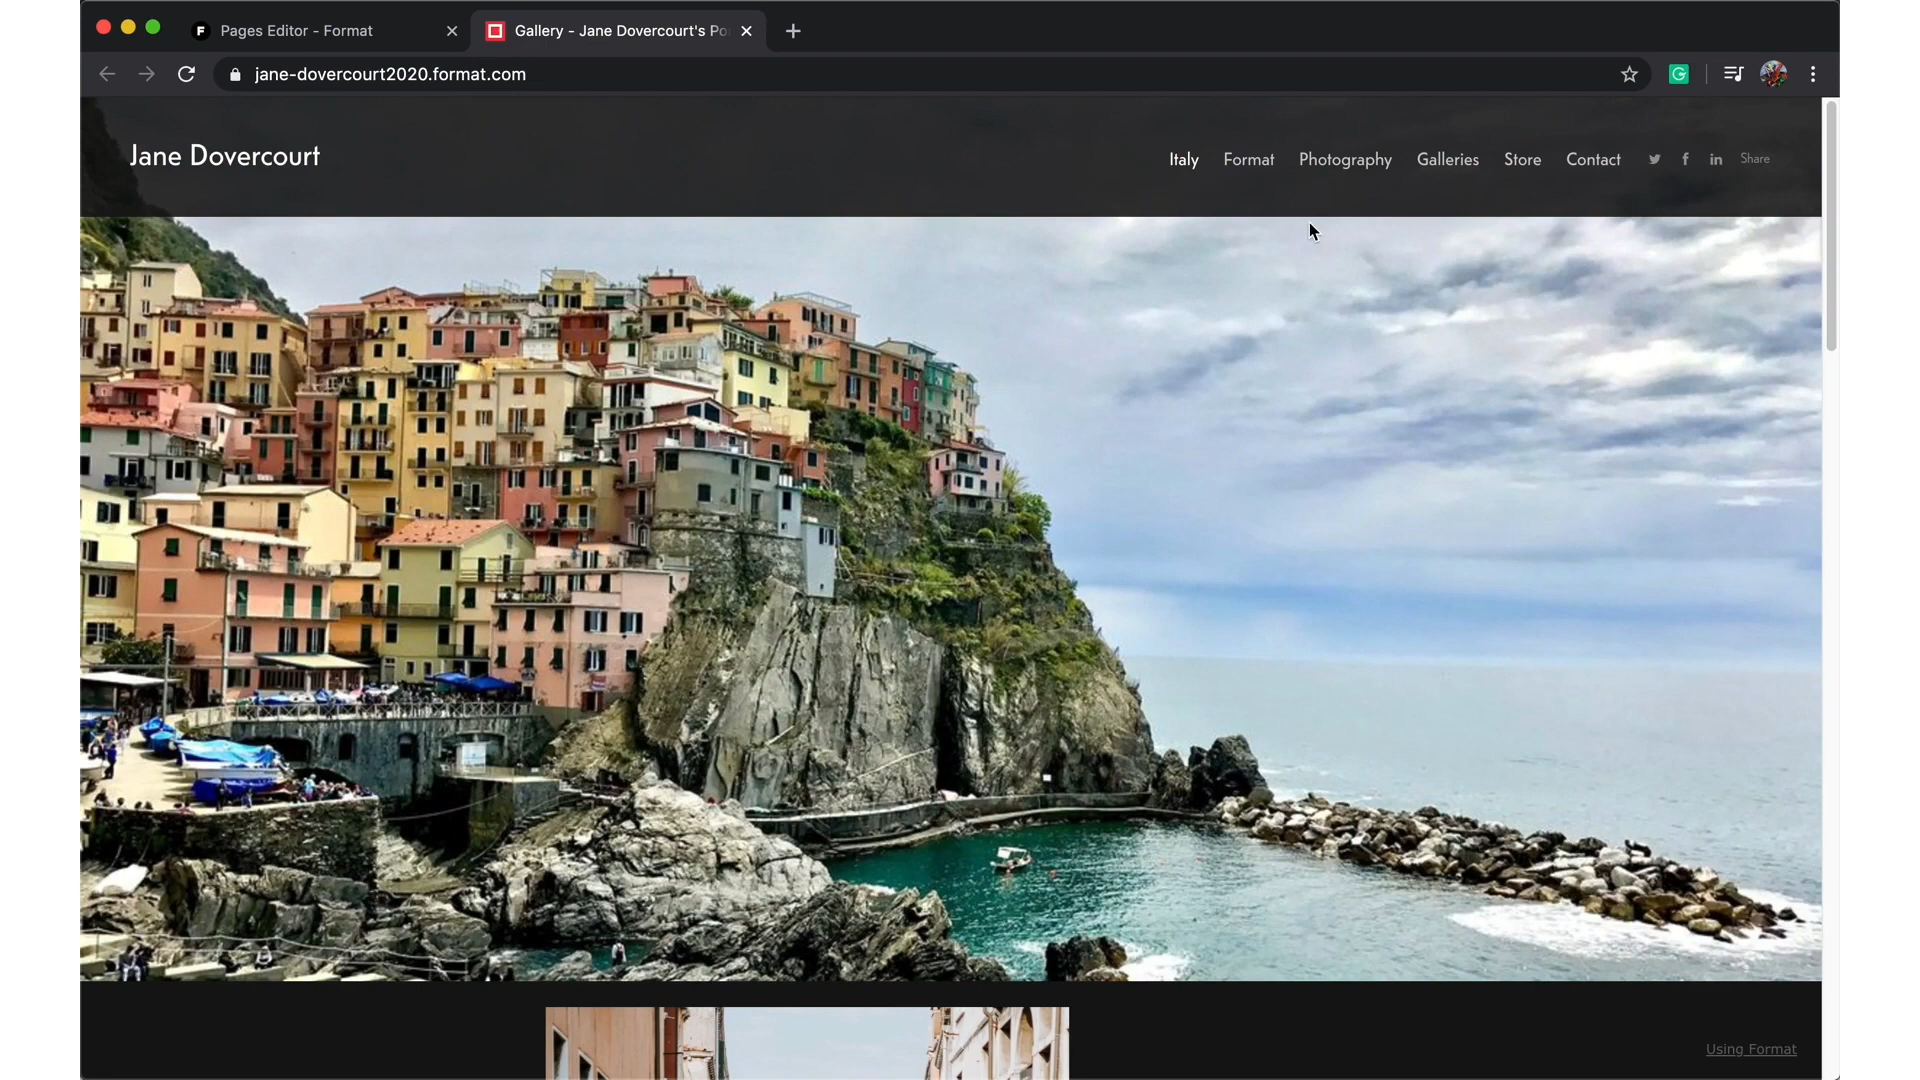 Pages Editor - Format
Gallery - Jane Dovercourt's Po
jane-dovercourt2020.format.com
Jane Dovercourt
Italy Format Photography Galleries Store Contact Share
Using Format